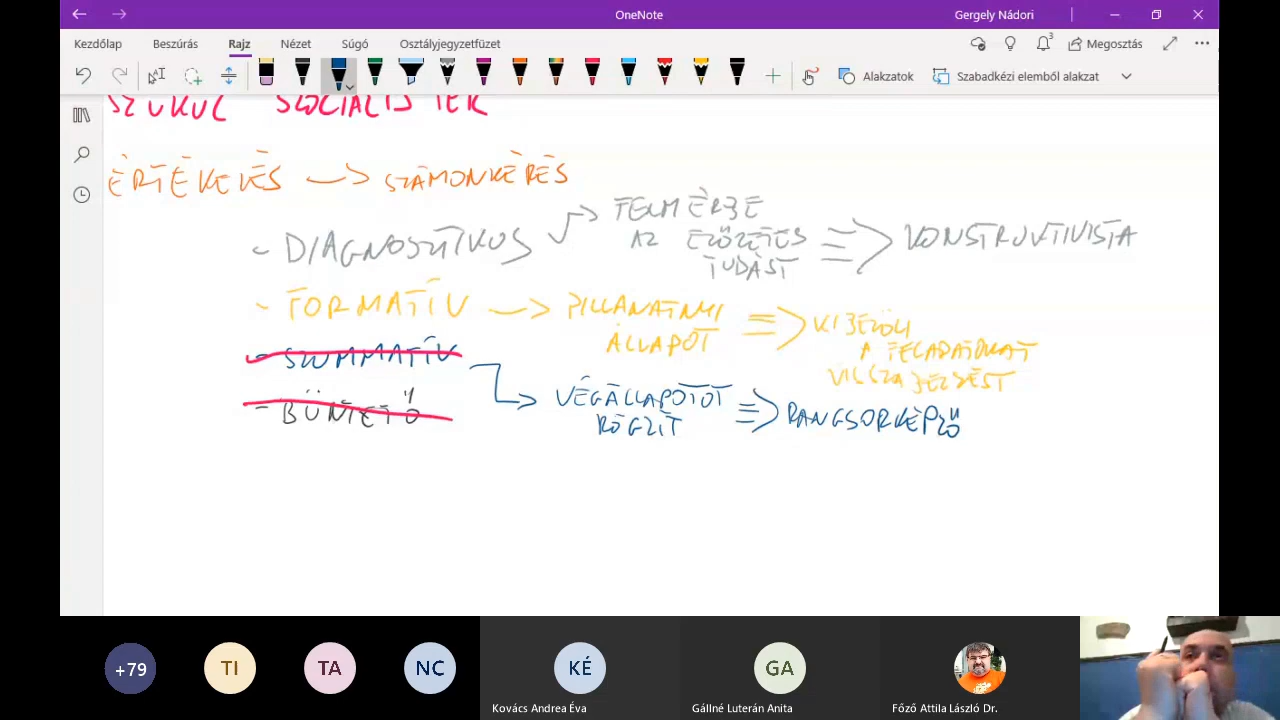 OneNote
Gergely Nádori
Kezdőlap
Beszúrás
Rajz
Nézet
Súgó
Osztályjegyzetfüzet
Megosztás
Alakzatok
Szabadkézi elemből alakzat
SZŰKÜL SZOCIÁLIS TÉR
ÉRTÉKELÉS → SZÁMONKÉRÉS
- DIAGNOSZTIKUS → FELMÉRJE
AZ ELŐZETES
TUDÁST
⇒ KONSTRUKTIVISTA
- FORMATÍV → PILLANATNYI
ÁLLAPOT
⇒ KIJELÖLI
A FELADATOKAT
VISSZAJELZÉST
- SZUMMATÍV → VÉGÁLLAPOTOT
RÖGZÍT
⇒ RANGSORKÉPZŐ
- BÜNTETŐ
+79
TI
TA
NC
KÉ
Kovács Andrea Éva
GA
Gállné Luterán Anita
Főző Attila László Dr.